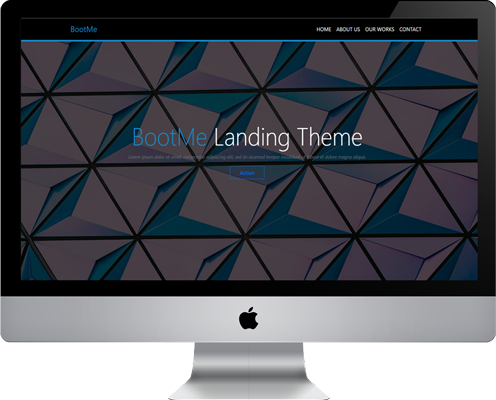 BootMe
HOME ABOUT US OUR WORKS CONTACT
BootMe Landing Theme
Lorem ipsum dolor sit amet, consectetur adipisicing elit, sed do eiusmod tempor incididunt ut labore et dolore magna aliqua.
Action